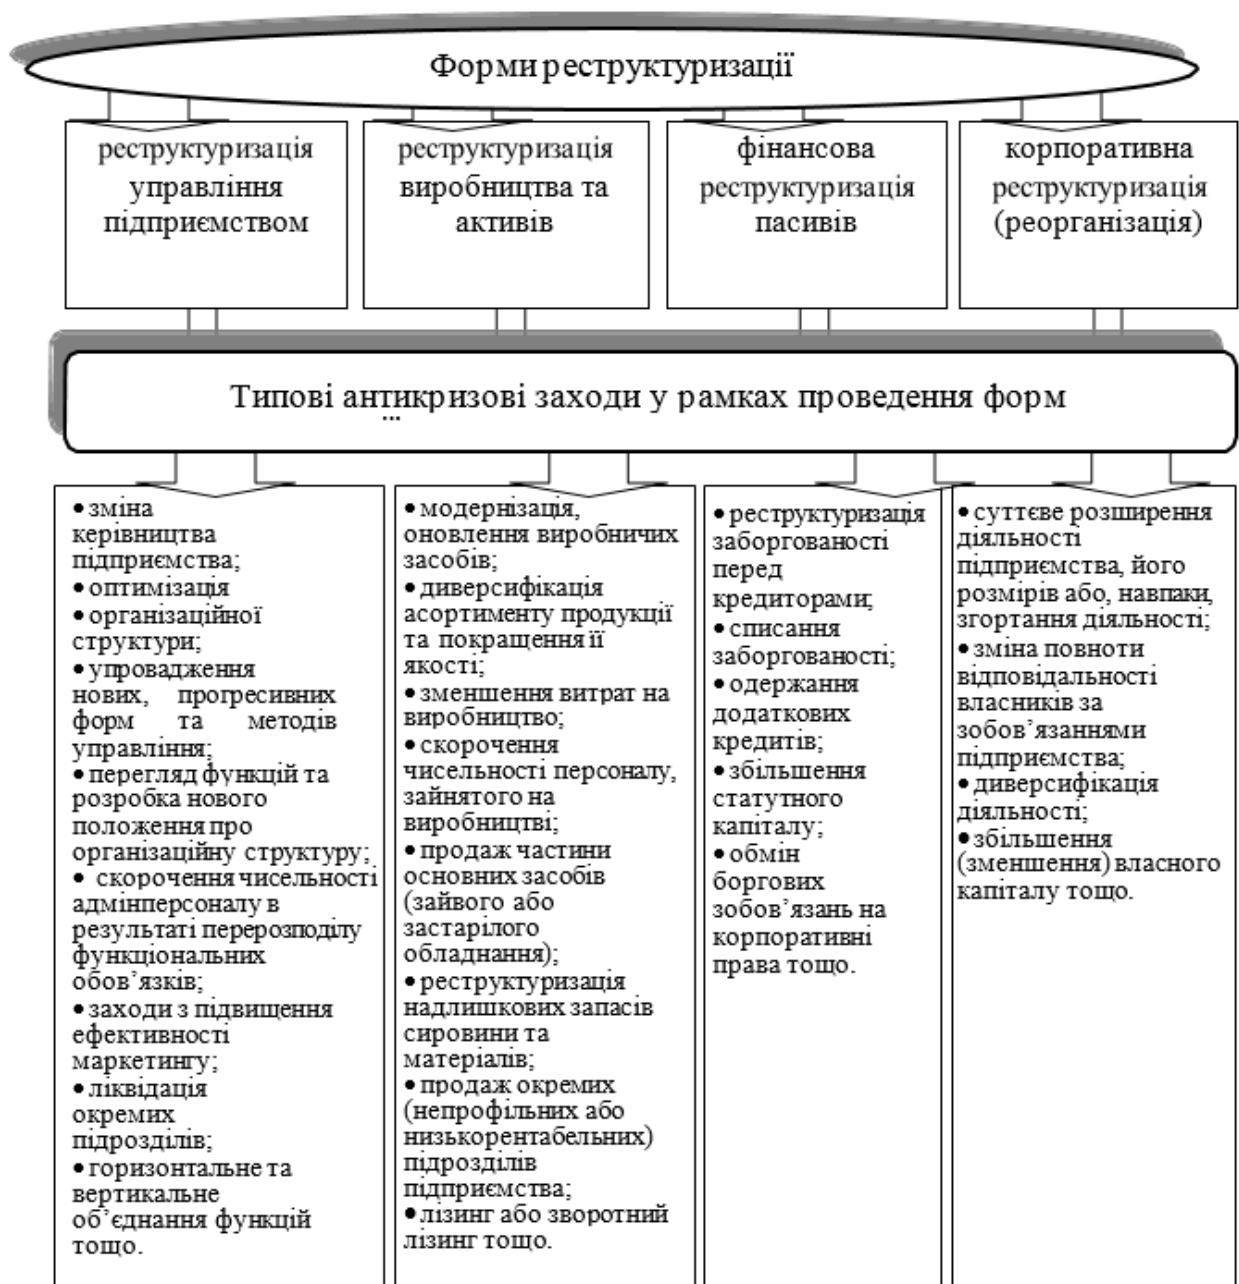 Форми реструктуризації
реструктуризація
управління
підприємством
реструктуризація
виробництва та
активів
фінансова
реструктуризація
пасивів
корпоративна
реструктуризація
(реорганізація)
Типові антикризові заходи у рамках проведення форм
• зміна
керівництва
підприємства;
• оптимізація
• організаційної
структури;
• упровадження
нових, прогресивних
форм та методів
управління;
• перегляд функцій та
розробка нового
положення про
організаційну структуру;
• скорочення чисельності
адмінперсоналу в
результаті перерозподілу
функціональних
обов’язків;
• заходи з підвищення
ефективності
маркетингу;
• ліквідація
окремих
підрозділів;
• горизонтальне та
вертикальне
об’єднання функцій
тощо.
• модернізація,
оновлення виробничих
засобів;
• диверсифікація
асортименту продукції
та покращення її
якості;
• зменшення витрат на
виробництво;
• скорочення
чисельності персоналу,
зайнятого на
виробництві;
• продаж частини
основних засобів
(зайвого або
застарілого
обладнання);
• реструктуризація
надлишкових запасів
сировини та
матеріалів;
• продаж окремих
(непрофільних або
низькорентабельних)
підрозділів
підприємства;
• лізинг або зворотний
лізинг тощо.
• реструктуризація
заборгованості
перед
кредиторами;
• списання
заборгованості;
• одержання
додаткових
кредитів;
• збільшення
статутного
капіталу;
• обмін
боргових
зобов’язань на
корпоративні
права тощо.
• суттєве розширення
діяльності
підприємства, його
розмірів або, навпаки,
згортання діяльності;
• зміна повноти
відповідальності
власників за
зобов’язаннями
підприємства;
• диверсифікація
діяльності;
• збільшення
(зменшення) власного
капіталу тощо.